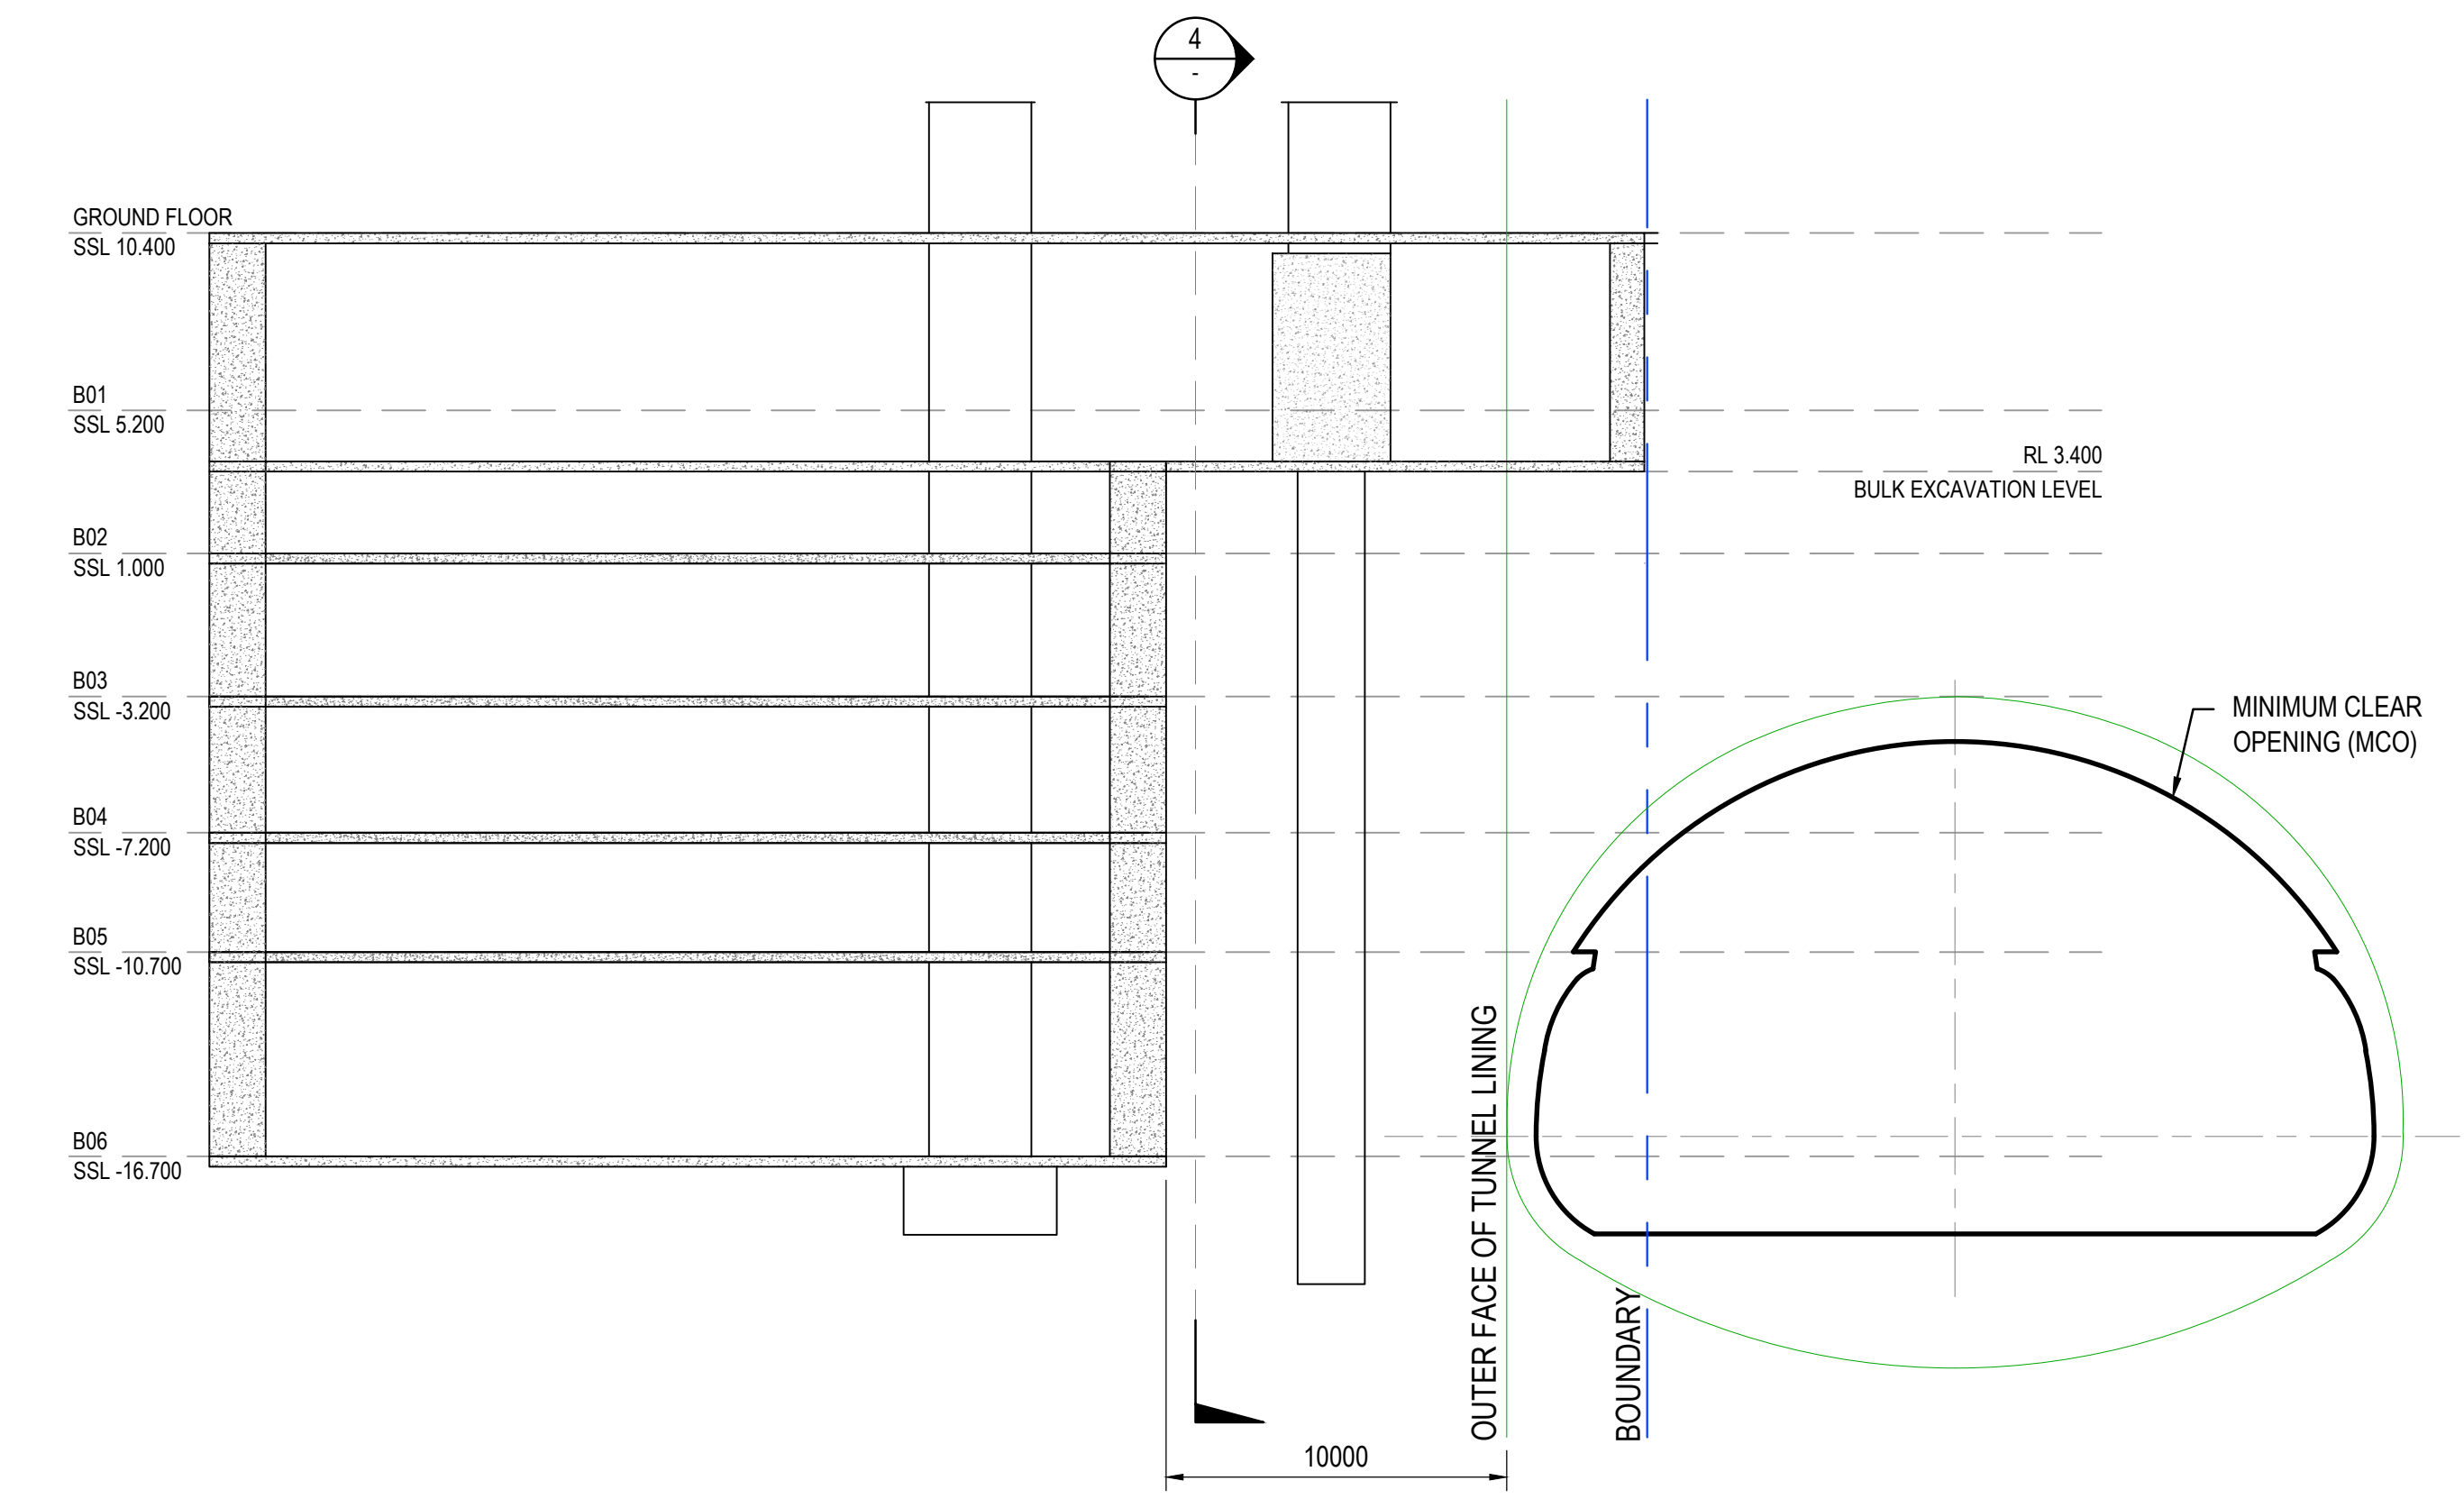 4
-
GROUND FLOOR
SSL 10.400
B01
SSL 5.200
RL 3.400
BULK EXCAVATION LEVEL
B02
SSL 1.000
B03
SSL -3.200
MINIMUM CLEAR
OPENING (MCO)
B04
SSL -7.200
B05
SSL -10.700
B06
SSL -16.700
OUTER FACE OF TUNNEL LINING
BOUNDARY
10000